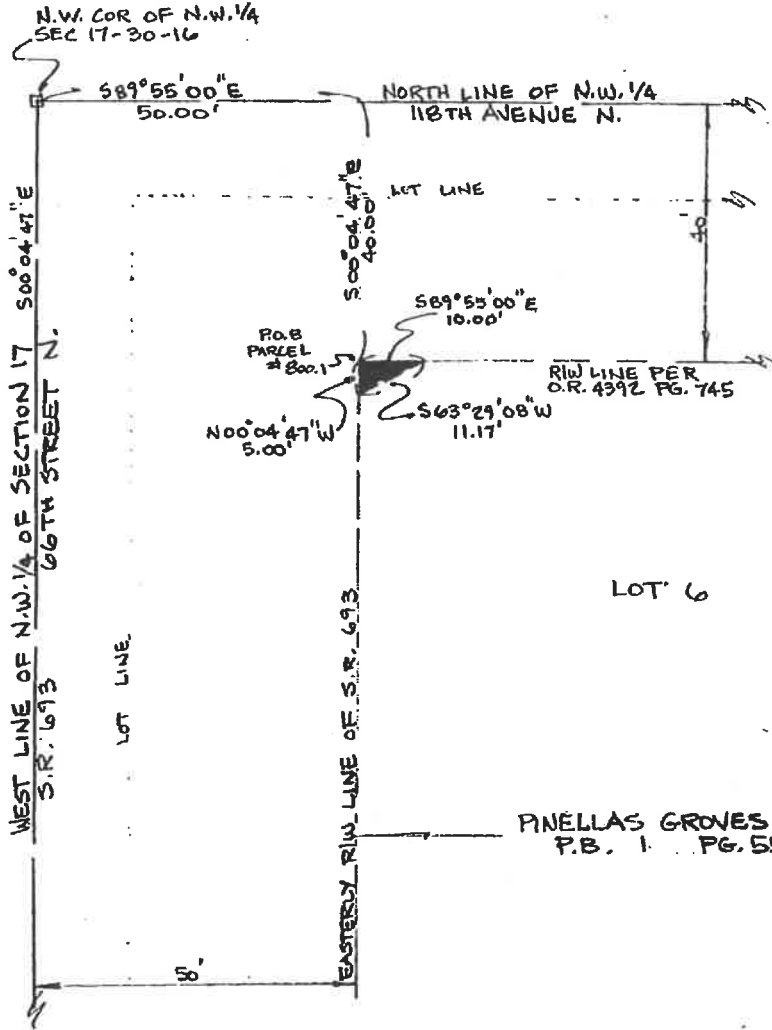 N.W. COR OF N.W. 1/4
SEC 17-30-16
S89°55'00"E
50.00'
NORTH LINE OF N.W. 1/4
118TH AVENUE N.
LOT LINE
S00°04'47"E
40.00'
40'
S00°04'47"E
WEST LINE OF N.W. 1/4 OF SECTION 17
66TH STREET N.
S.R. 693
S89°55'00"E
10.00'
P.O.B
PARCEL
# 800.1
R/W LINE PER
O.R. 4392 PG. 745
N00°04'47"W
5.00'
S63°29'08"W
11.17'
LOT 6
LOT LINE
EASTERLY R/W LINE OF S.R. 693
PINELLAS GROVES
P.B. 1 PG. 55
50'